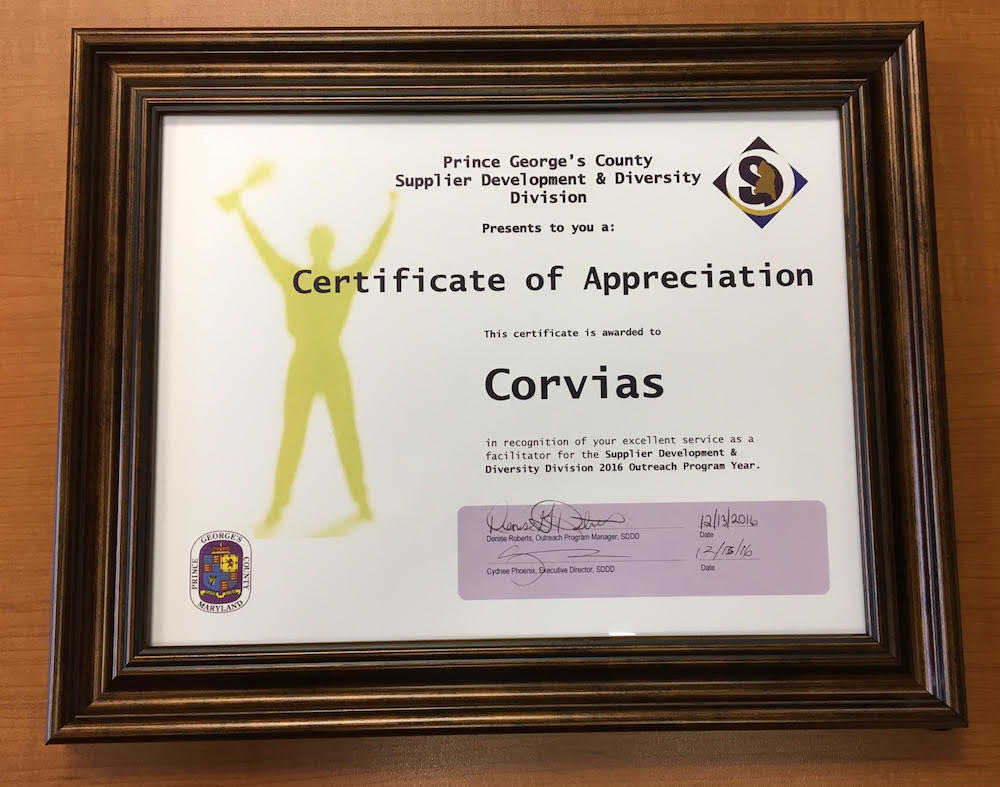 Prince George's County
Supplier Development & Diversity
Division
Presents to you a:
Certificate of Appreciation
This certificate is awarded to
Corvias
in recognition of your excellent service as a
facilitator for the Supplier Development &
Diversity Division 2016 Outreach Program Year.
Denise Roberts 12/13/2016
Denise Roberts, Outreach Program Manager, SDDD Date
12/13/16
Cydnee Phoenix, Executive Director, SDDD Date
PRINCE GEORGE'S COUNTY
MARYLAND